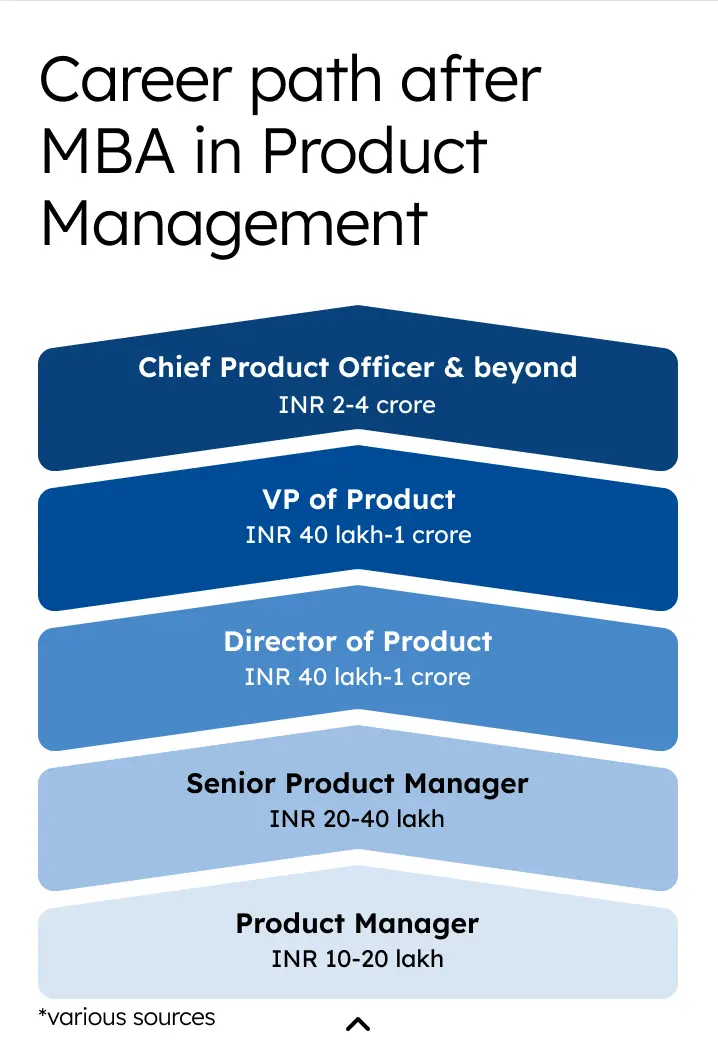 Career path after
MBA in Product
Management
Chief Product Officer & beyond
INR 2-4 crore
VP of Product
INR 40 lakh-1 crore
Director of Product
INR 40 lakh-1 crore
Senior Product Manager
INR 20-40 lakh
Product Manager
INR 10-20 lakh
*various sources